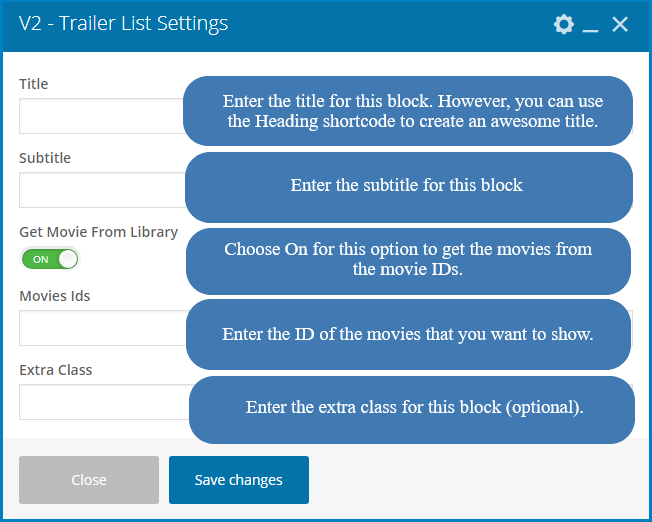 V2 - Trailer List Settings
Title
Enter the title for this block. However, you can use
the Heading shortcode to create an awesome title.
Subtitle
Enter the subtitle for this block
Get Movie From Library
ON
Choose On for this option to get the movies from
the movie IDs.
Movies Ids
Enter the ID of the movies that you want to show.
Extra Class
Enter the extra class for this block (optional).
Close
Save changes